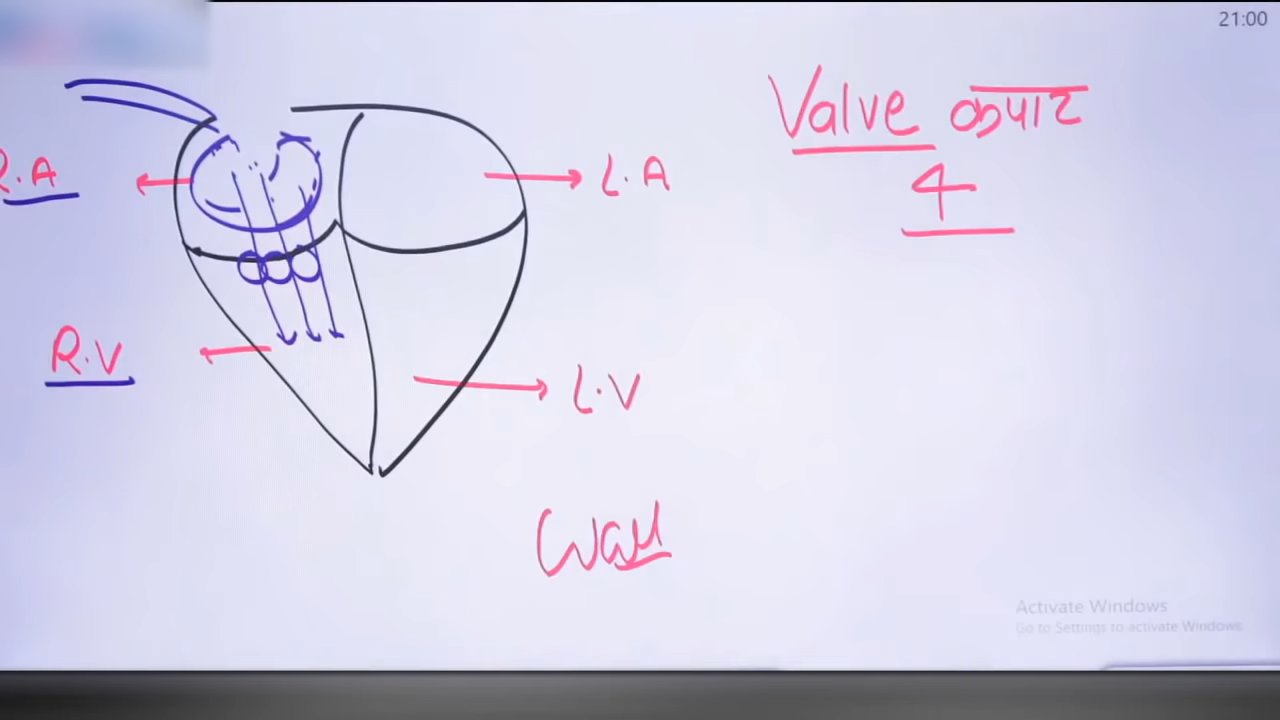 21:00
Valve कपाट
4
R.A
L.A
R.V
L.V
Wall
Activate Windows
Go to Settings to activate Windows.